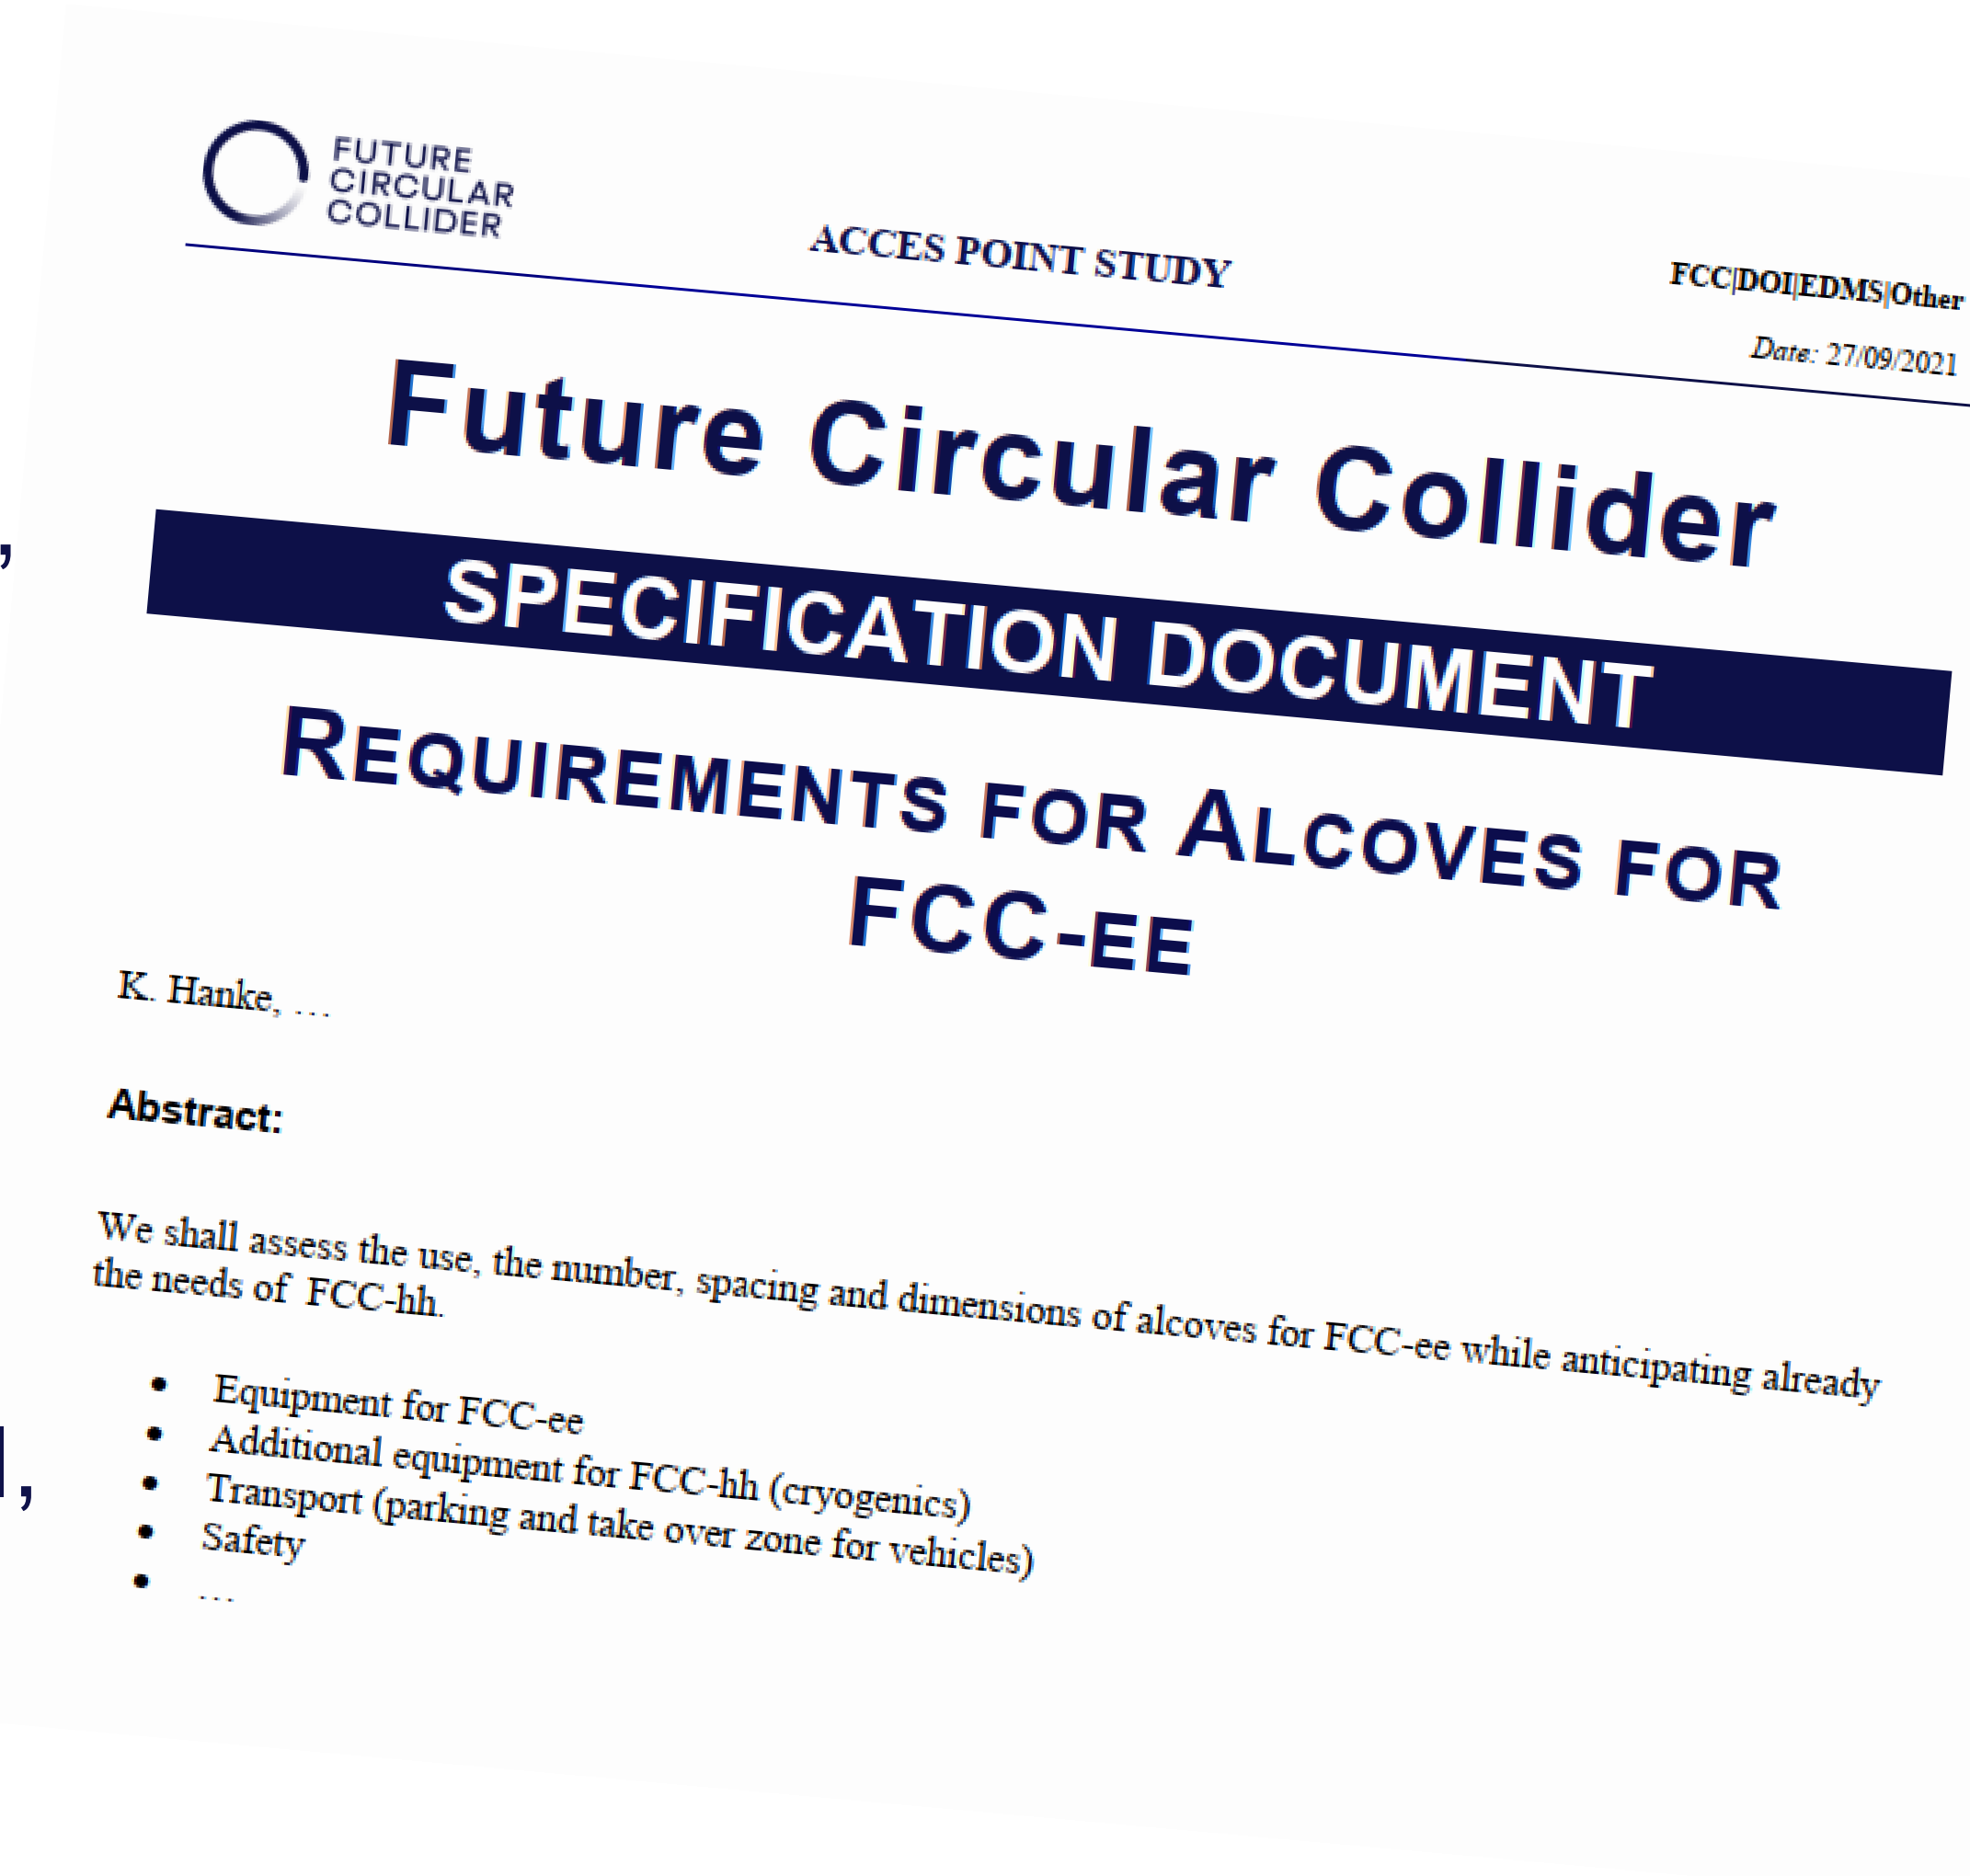 FUTURE
CIRCULAR
COLLIDER
ACCES POINT STUDY
FCC|DOI|EDMS|Other
Date: 27/09/2021
Future Circular Collider
SPECIFICATION DOCUMENT
REQUIREMENTS FOR ALCOVES FOR
FCC-EE
K. Hanke, …
Abstract:
We shall assess the use, the number, spacing and dimensions of alcoves for FCC-ee while anticipating already
the needs of FCC-hh.
• Equipment for FCC-ee
• Additional equipment for FCC-hh (cryogenics)
• Transport (parking and take over zone for vehicles)
• Safety
• …